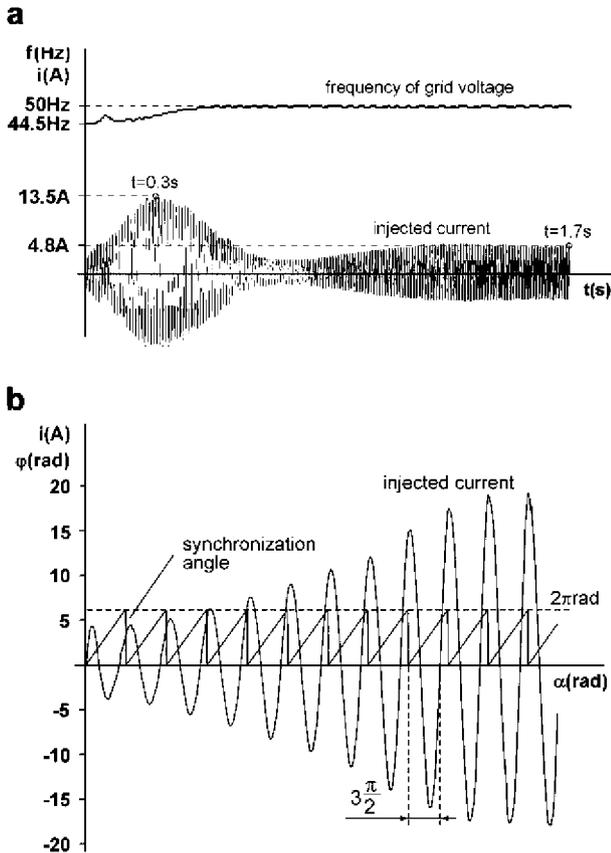 a
f(Hz)
i(A)
frequency of grid voltage
50Hz
44.5Hz
t=0.3s
13.5A
injected current
t=1.7s
4.8A
t(s)
b
i(A)
φ(rad)
20
injected current
15
synchronization
angle
10
2πrad
5
α(rad)
-5
-10
3π/2
-15
-20